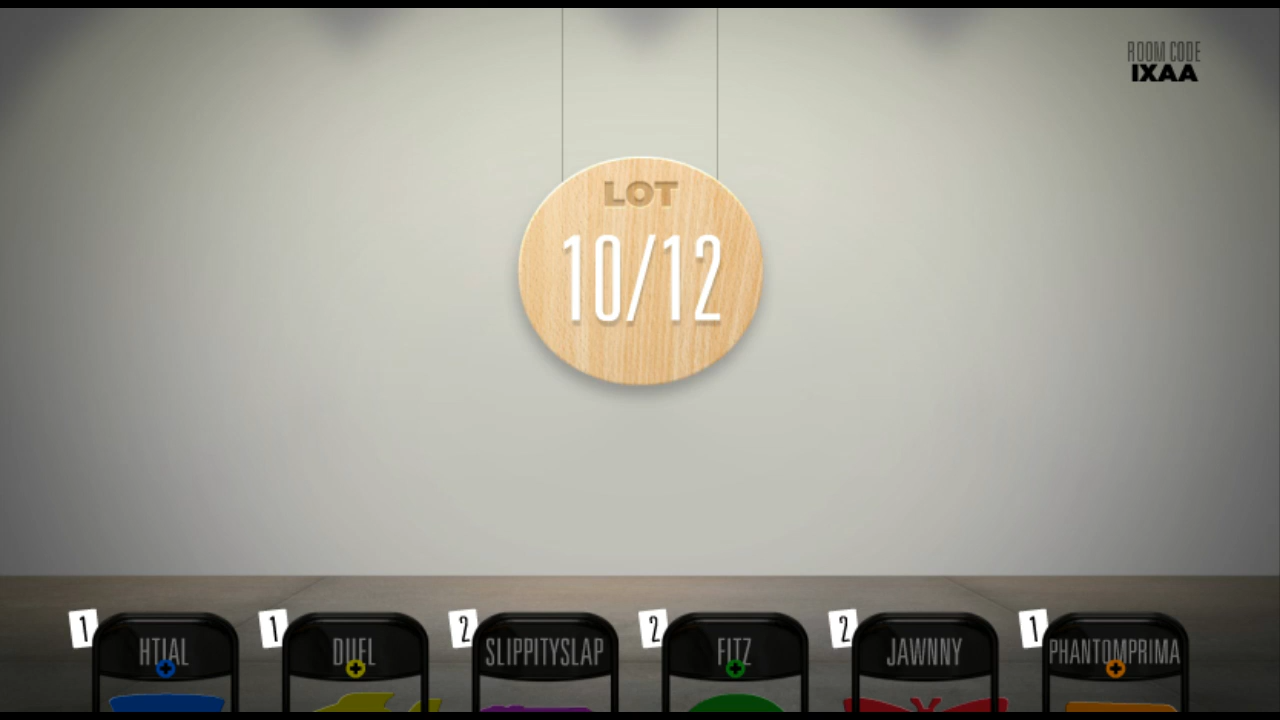 ROOM CODE
IXAA
LOT
10/12
1 HTIAL
1 DUEL
2 SLIPPITYSLAP
2 FITZ
2 JAWNNY
1 PHANTOMPRIMA